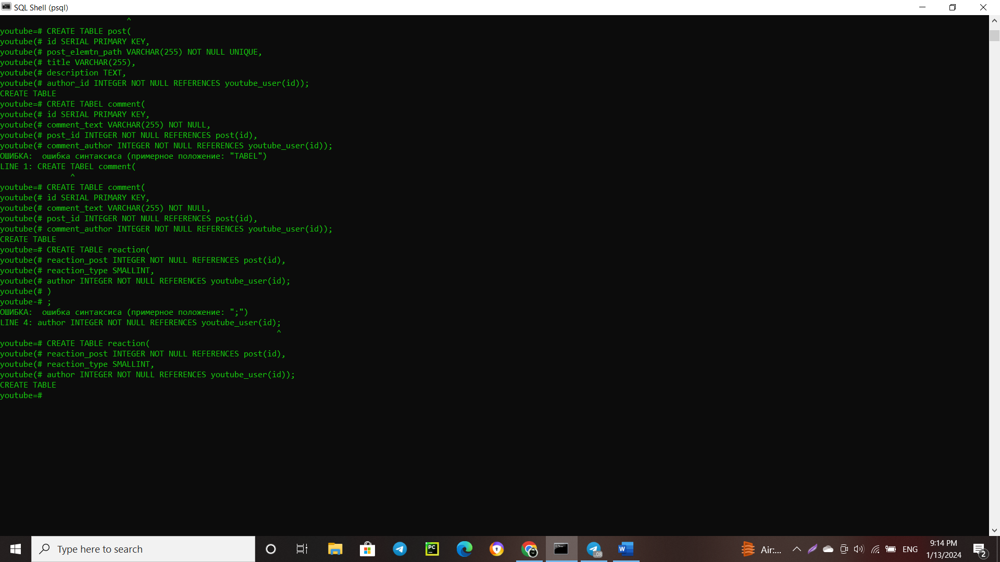 SQL Shell (psql)
^
youtube=# CREATE TABLE post(
youtube(# id SERIAL PRIMARY KEY,
youtube(# post_elemtn_path VARCHAR(255) NOT NULL UNIQUE,
youtube(# title VARCHAR(255),
youtube(# description TEXT,
youtube(# author_id INTEGER NOT NULL REFERENCES youtube_user(id));
CREATE TABLE
youtube=# CREATE TABEL comment(
youtube(# id SERIAL PRIMARY KEY,
youtube(# comment_text VARCHAR(255) NOT NULL,
youtube(# post_id INTEGER NOT NULL REFERENCES post(id),
youtube(# comment_author INTEGER NOT NULL REFERENCES youtube_user(id));
ОШИБКА:  ошибка синтаксиса (примерное положение: "TABEL")
LINE 1: CREATE TABEL comment(
^
youtube=# CREATE TABLE comment(
youtube(# id SERIAL PRIMARY KEY,
youtube(# comment_text VARCHAR(255) NOT NULL,
youtube(# post_id INTEGER NOT NULL REFERENCES post(id),
youtube(# comment_author INTEGER NOT NULL REFERENCES youtube_user(id));
CREATE TABLE
youtube=# CREATE TABLE reaction(
youtube(# reaction_post INTEGER NOT NULL REFERENCES post(id),
youtube(# reaction_type SMALLINT,
youtube(# author INTEGER NOT NULL REFERENCES youtube_user(id);
youtube(# )
youtube-# ;
ОШИБКА:  ошибка синтаксиса (примерное положение: ";")
LINE 4: author INTEGER NOT NULL REFERENCES youtube_user(id);
^
youtube=# CREATE TABLE reaction(
youtube(# reaction_post INTEGER NOT NULL REFERENCES post(id),
youtube(# reaction_type SMALLINT,
youtube(# author INTEGER NOT NULL REFERENCES youtube_user(id));
CREATE TABLE
youtube=#
Type here to search
PC
.08
W
Air:...
ENG
9:14 PM
1/13/2024
2